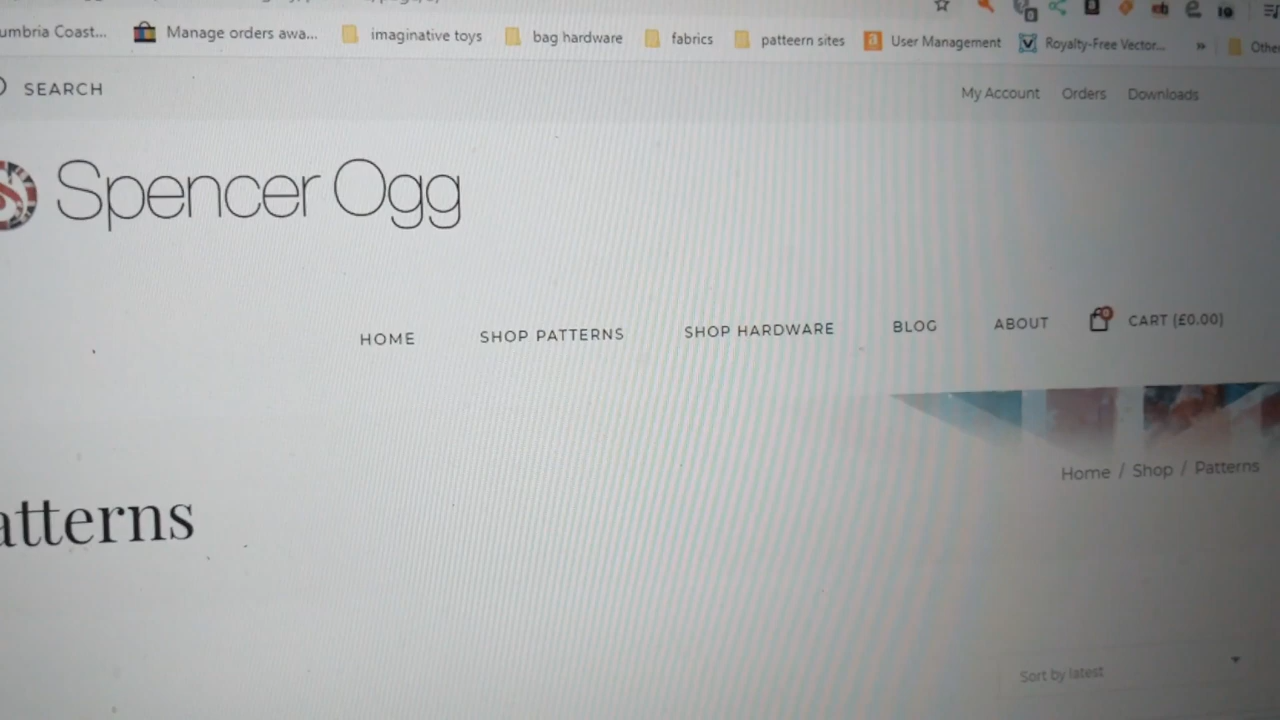 umbria Coast... Manage orders awa... imaginative toys bag hardware fabrics patteern sites User Management Royalty-Free Vector... » Othe
SEARCH My Account Orders Downloads
Spencer Ogg
HOME SHOP PATTERNS SHOP HARDWARE BLOG ABOUT CART (£0.00)
Home / Shop / Patterns
atterns
Sort by latest